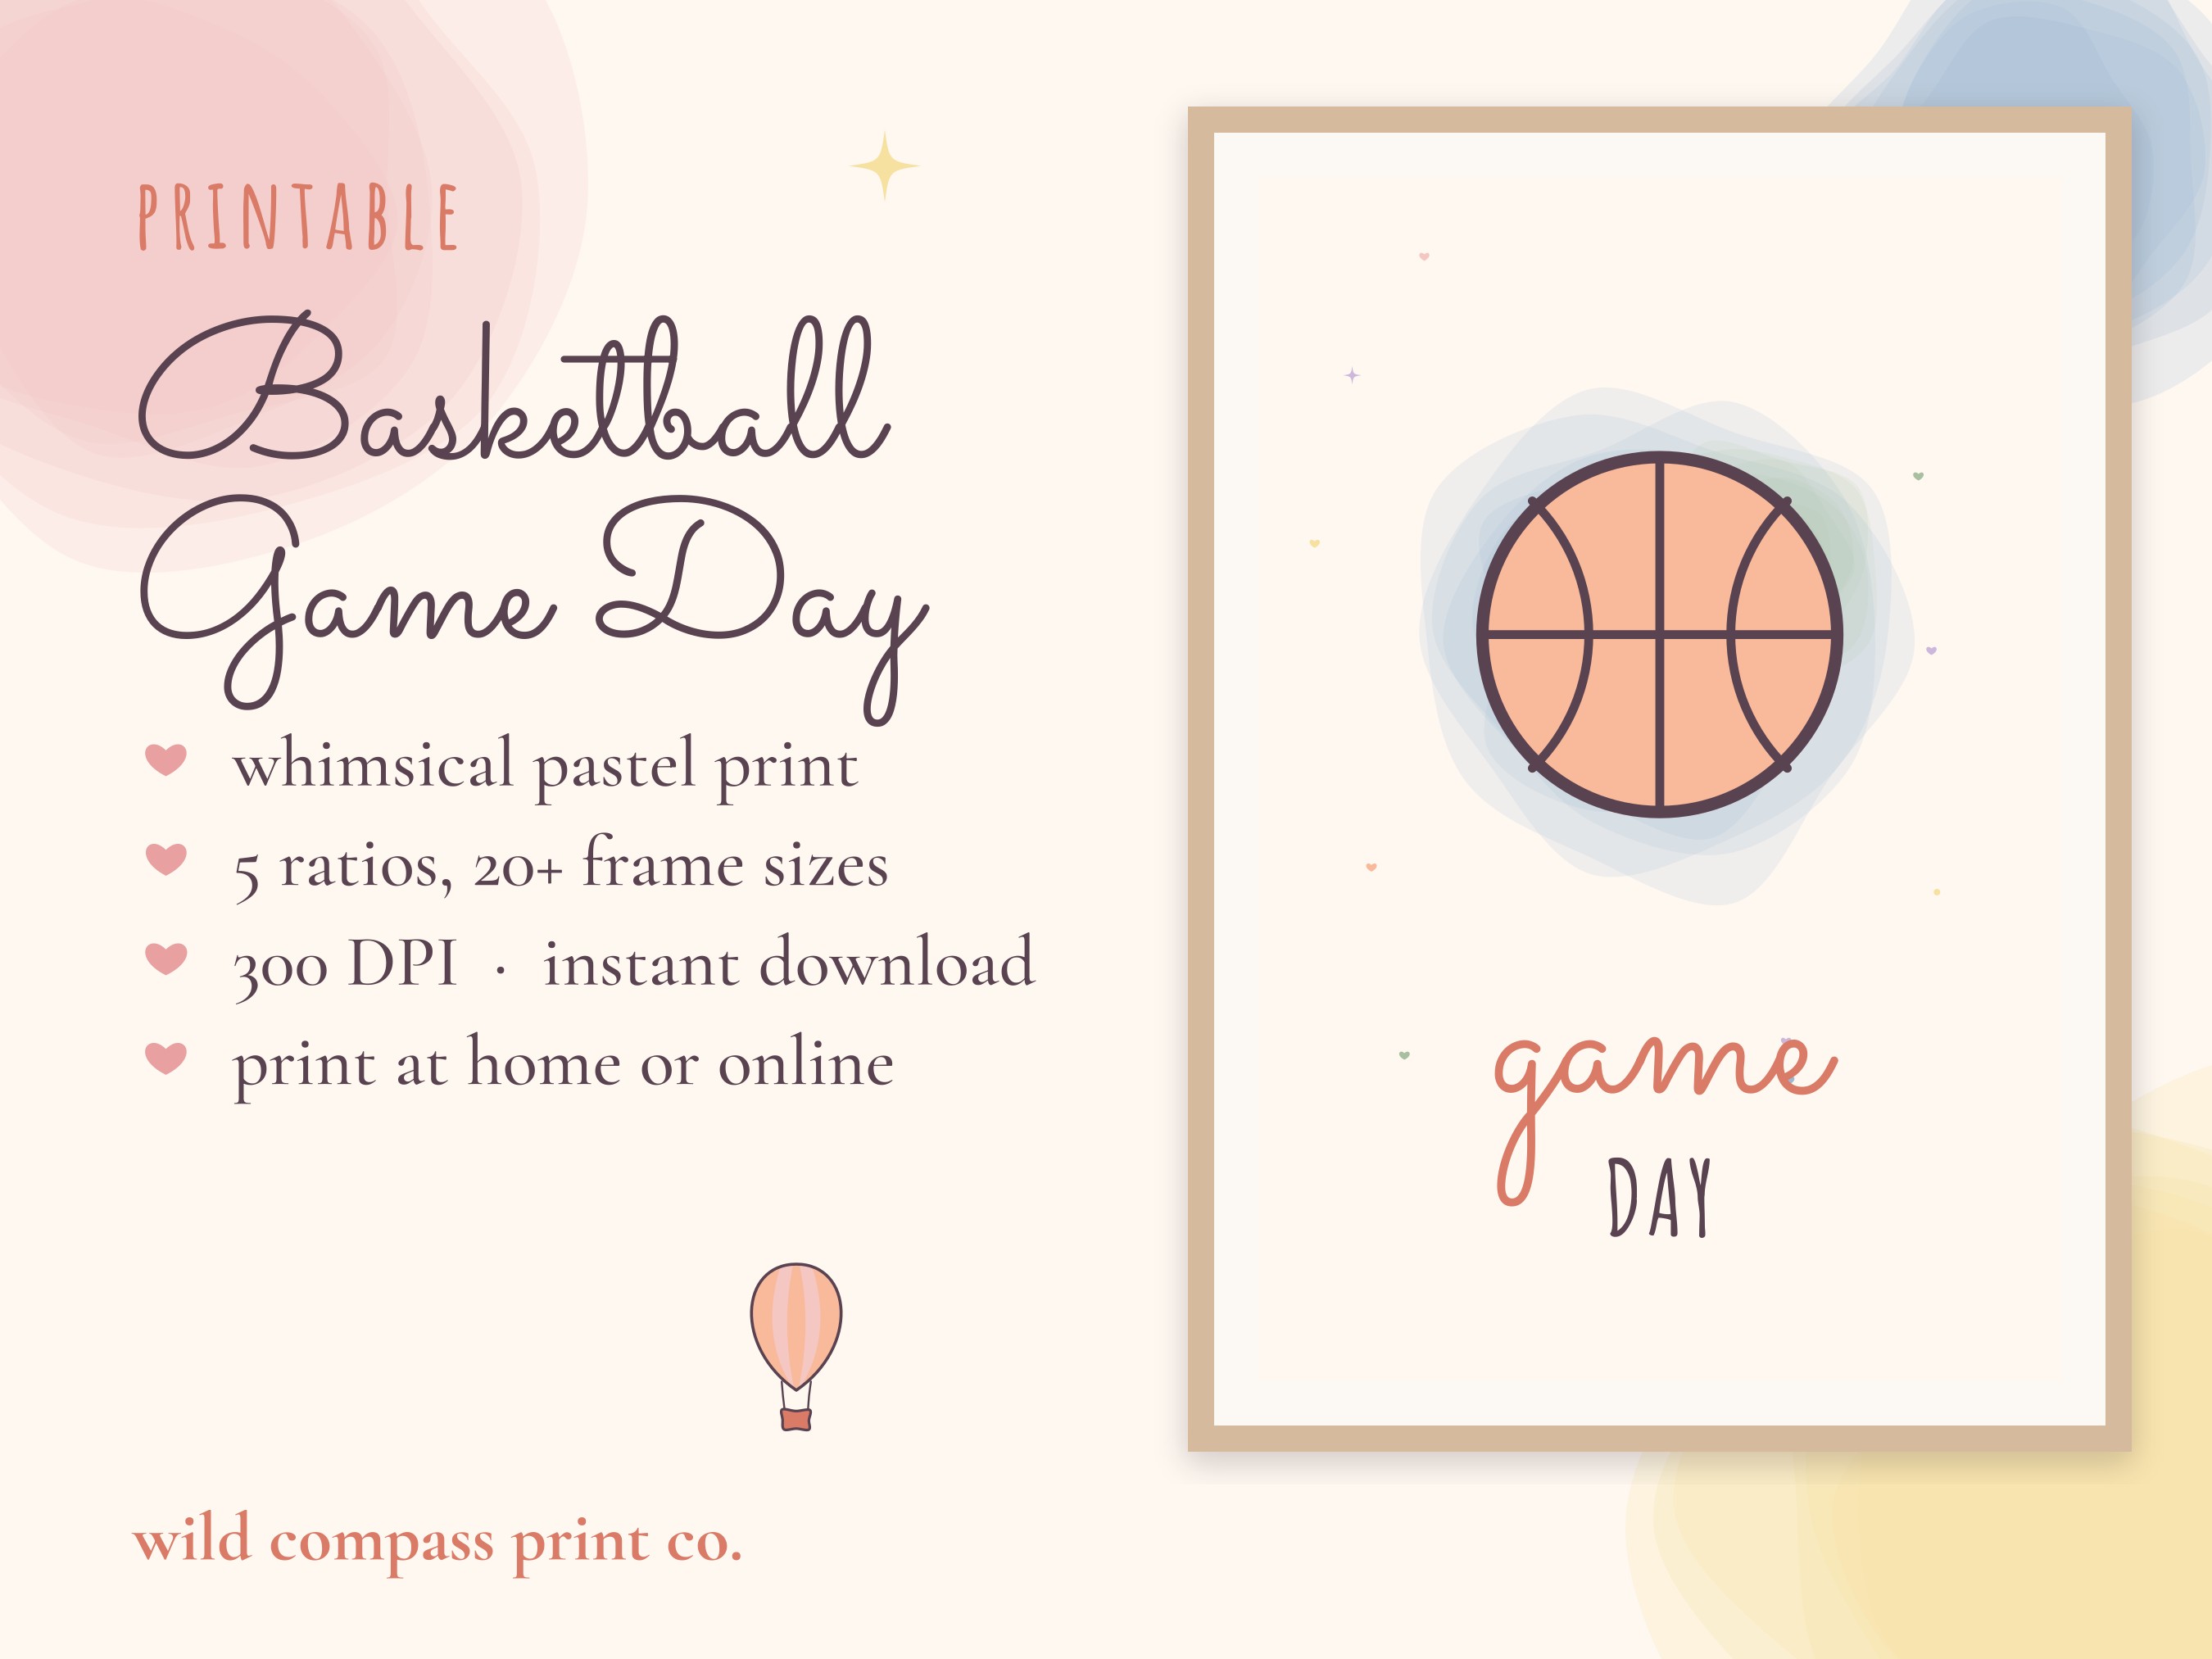 PRINTABLE
Basketball
Game Day
whimsical pastel print
5 ratios, 20+ frame sizes
300 DPI · instant download
print at home or online
wild compass print co.
game
DAY